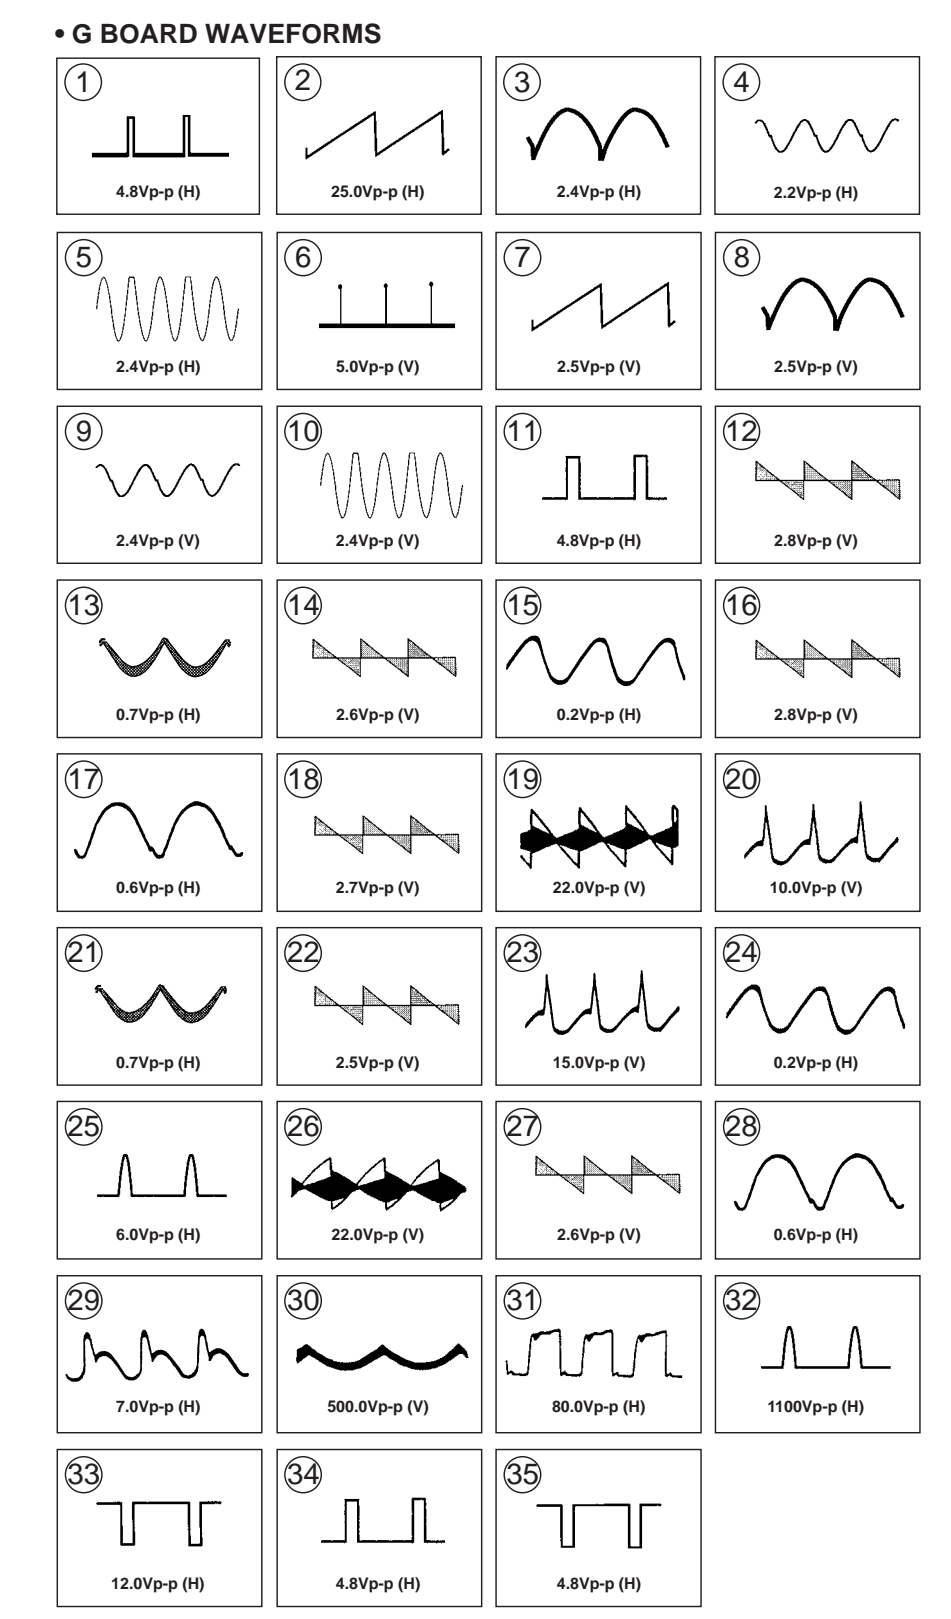 • G BOARD WAVEFORMS
1 2 3 4
4.8Vp-p (H) 25.0Vp-p (H) 2.4Vp-p (H) 2.2Vp-p (H)
5 6 7 8
2.4Vp-p (H) 5.0Vp-p (V) 2.5Vp-p (V) 2.5Vp-p (V)
9 10 11 12
2.4Vp-p (V) 2.4Vp-p (V) 4.8Vp-p (H) 2.8Vp-p (V)
13 14 15 16
0.7Vp-p (H) 2.6Vp-p (V) 0.2Vp-p (H) 2.8Vp-p (V)
17 18 19 20
0.6Vp-p (H) 2.7Vp-p (V) 22.0Vp-p (V) 10.0Vp-p (V)
21 22 23 24
0.7Vp-p (H) 2.5Vp-p (V) 15.0Vp-p (V) 0.2Vp-p (H)
25 26 27 28
6.0Vp-p (H) 22.0Vp-p (V) 2.6Vp-p (V) 0.6Vp-p (H)
29 30 31 32
7.0Vp-p (H) 500.0Vp-p (V) 80.0Vp-p (H) 1100Vp-p (H)
33 34 35
12.0Vp-p (H) 4.8Vp-p (H) 4.8Vp-p (H)